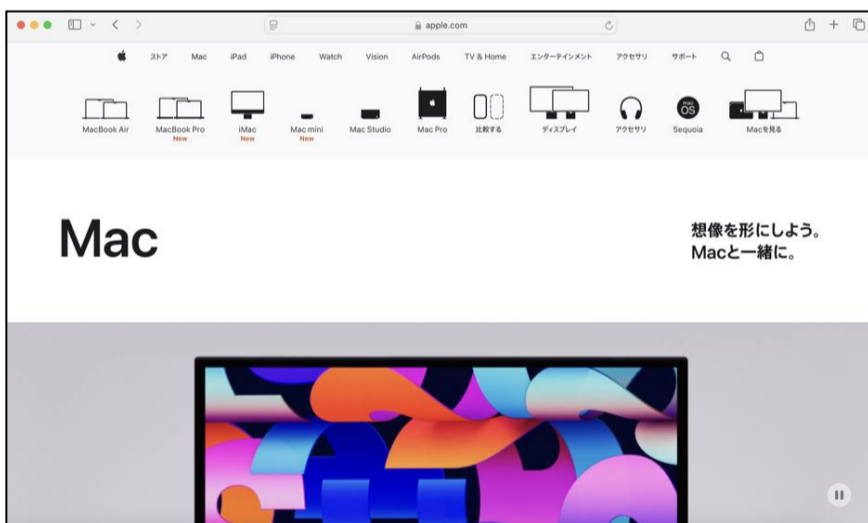 apple.com
ストア Mac iPad iPhone Watch Vision AirPods TV & Home エンターテインメント アクセサリ サポート
MacBook Air MacBook Pro iMac Mac mini Mac Studio Mac Pro 比較する ディスプレイ アクセサリ macOS Sequoia Macを見る
New New New
Mac
想像を形にしよう。
Macと一緒に。